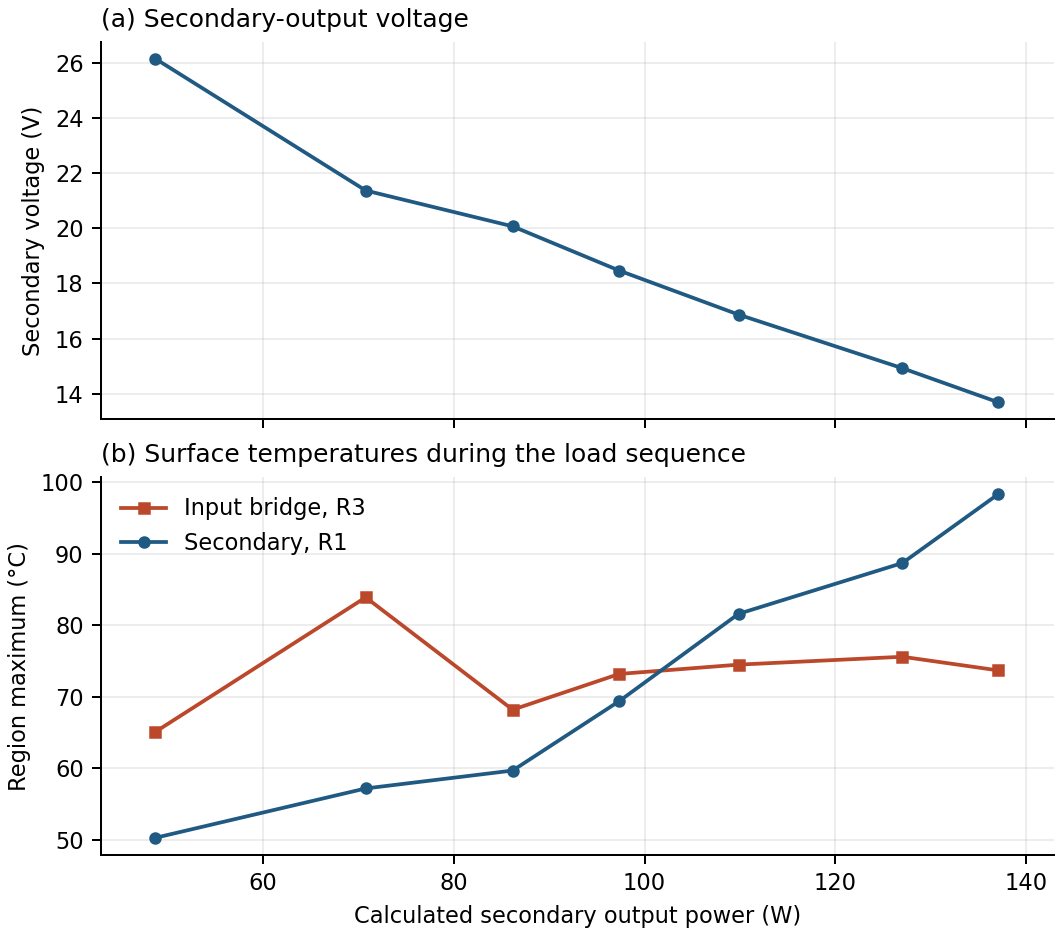 (a) Secondary-output voltage
26
24
22
20
18
16
14
Secondary voltage (V)
(b) Surface temperatures during the load sequence
100
90
80
70
60
50
Region maximum (°C)
Input bridge, R3
Secondary, R1
60 80 100 120 140
Calculated secondary output power (W)